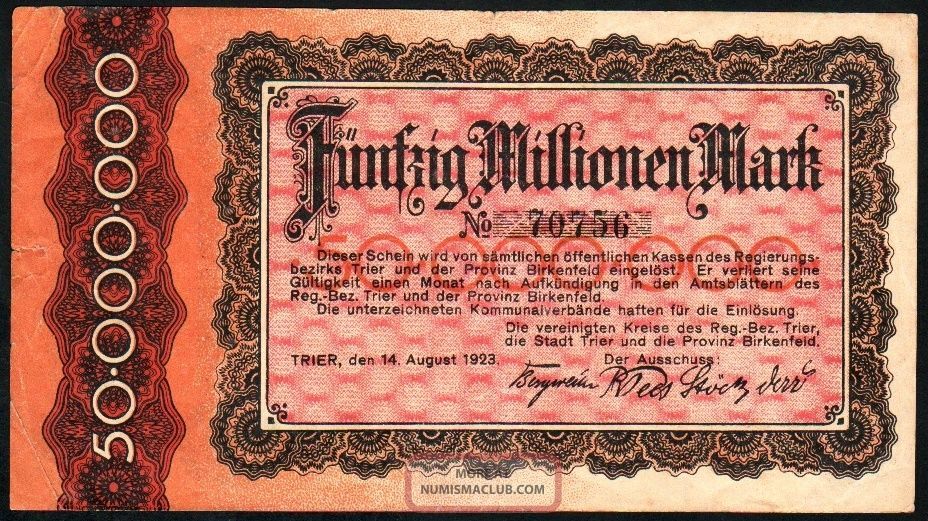 50.000.000
Fünfzig Millionen Mark
No 70756
50.000.000
Dieser Schein wird von sämtlichen öffentlichen Kassen des Regierungs-
bezirks Trier und der Provinz Birkenfeld eingelöst. Er verliert seine
Gültigkeit einen Monat nach Aufkündigung in den Amtsblättern des
Reg.-Bez. Trier und der Provinz Birkenfeld.
Die unterzeichneten Kommunalverbände haften für die Einlösung.
Die vereinigten Kreise des Reg.-Bez. Trier,
die Stadt Trier und die Provinz Birkenfeld.
TRIER, den 14. August 1923. Der Ausschuss:
NUMISMACLUB.COM